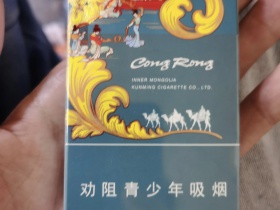 Cong Rong
INNER MONGOLIA
KUNMING CIGARETTE CO., LTD.
劝阻青少年吸烟